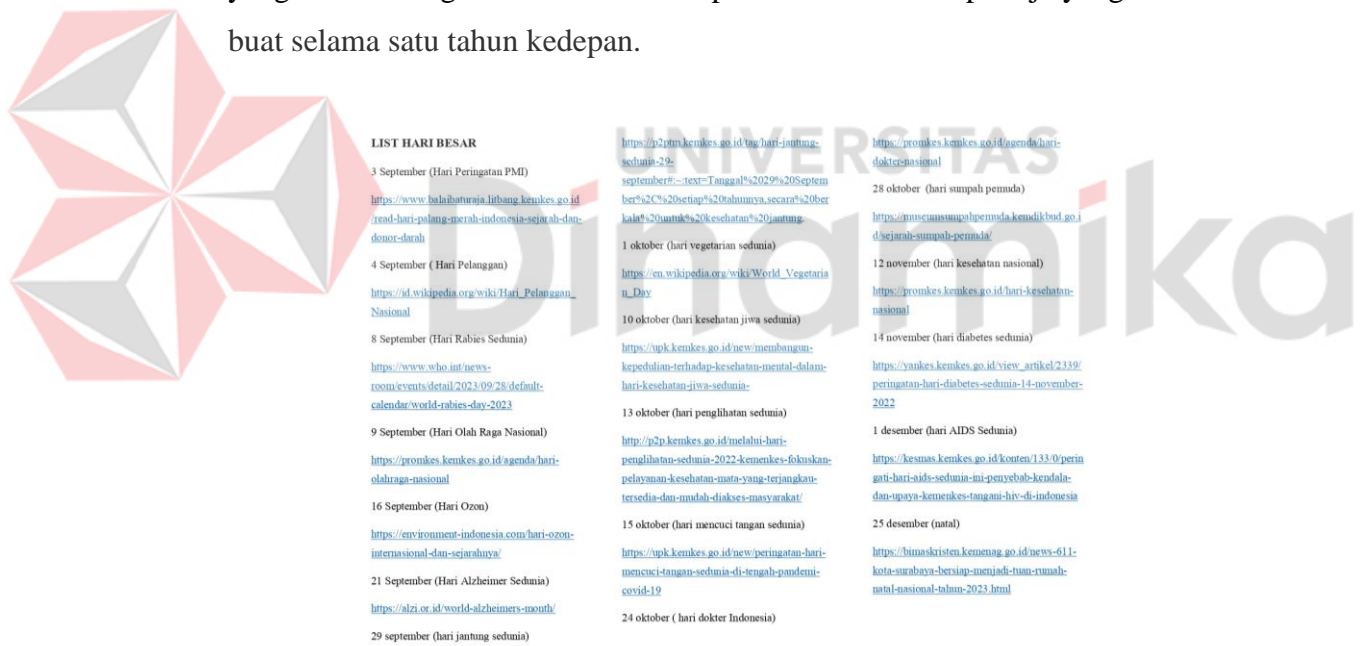 buat selama satu tahun kedepan.
UNIVERSITAS
Dinamika
LIST HARI BESAR
3 September (Hari Peringatan PMI)
https://www.balaibaturaja.litbang.kemkes.go.id
/read-hari-palang-merah-indonesia-sejarah-dan-
donor-darah
4 September ( Hari Pelanggan)
https://id.wikipedia.org/wiki/Hari_Pelanggan_
Nasional
8 September (Hari Rabies Sedunia)
https://www.who.int/news-
room/events/detail/2023/09/28/default-
calendar/world-rabies-day-2023
9 September (Hari Olah Raga Nasional)
https://promkes.kemkes.go.id/agenda/hari-
olahraga-nasional
16 September (Hari Ozon)
https://environment-indonesia.com/hari-ozon-
internasional-dan-sejarahnya/
21 September (Hari Alzheimer Sedunia)
https://alzi.or.id/world-alzheimers-month/
29 september (hari jantung sedunia)
https://p2ptm.kemkes.go.id/tag/hari-jantung-
sedunia-29-
september#:~:text=Tanggal%2029%20Septem
ber%2C%20setiap%20tahunnya,secara%20ber
kala%20untuk%20kesehatan%20jantung.
1 oktober (hari vegetarian sedunia)
https://en.wikipedia.org/wiki/World_Vegetaria
n_Day
10 oktober (hari kesehatan jiwa sedunia)
https://upk.kemkes.go.id/new/membangun-
kepedulian-terhadap-kesehatan-mental-dalam-
hari-kesehatan-jiwa-sedunia-
13 oktober (hari penglihatan sedunia)
http://p2p.kemkes.go.id/melalui-hari-
penglihatan-sedunia-2022-kemenkes-fokuskan-
pelayanan-kesehatan-mata-yang-terjangkau-
tersedia-dan-mudah-diakses-masyarakat/
15 oktober (hari mencuci tangan sedunia)
https://upk.kemkes.go.id/new/peringatan-hari-
mencuci-tangan-sedunia-di-tengah-pandemi-
covid-19
24 oktober ( hari dokter Indonesia)
https://promkes.kemkes.go.id/agenda/hari-
dokter-nasional
28 oktober (hari sumpah pemuda)
https://museumsumpahpemuda.kemdikbud.go.i
d/sejarah-sumpah-pemuda/
12 november (hari kesehatan nasional)
https://promkes.kemkes.go.id/hari-kesehatan-
nasional
14 november (hari diabetes sedunia)
https://yankes.kemkes.go.id/view_artikel/2339/
peringatan-hari-diabetes-sedunia-14-november-
2022
1 desember (hari AIDS Sedunia)
https://kesmas.kemkes.go.id/konten/133/0/perin
gati-hari-aids-sedunia-ini-penyebab-kendala-
dan-upaya-kemenkes-tangani-hiv-di-indonesia
25 desember (natal)
https://bimaskristen.kemenag.go.id/news-611-
kota-surabaya-bersiap-menjadi-tuan-rumah-
natal-nasional-tahun-2023.html